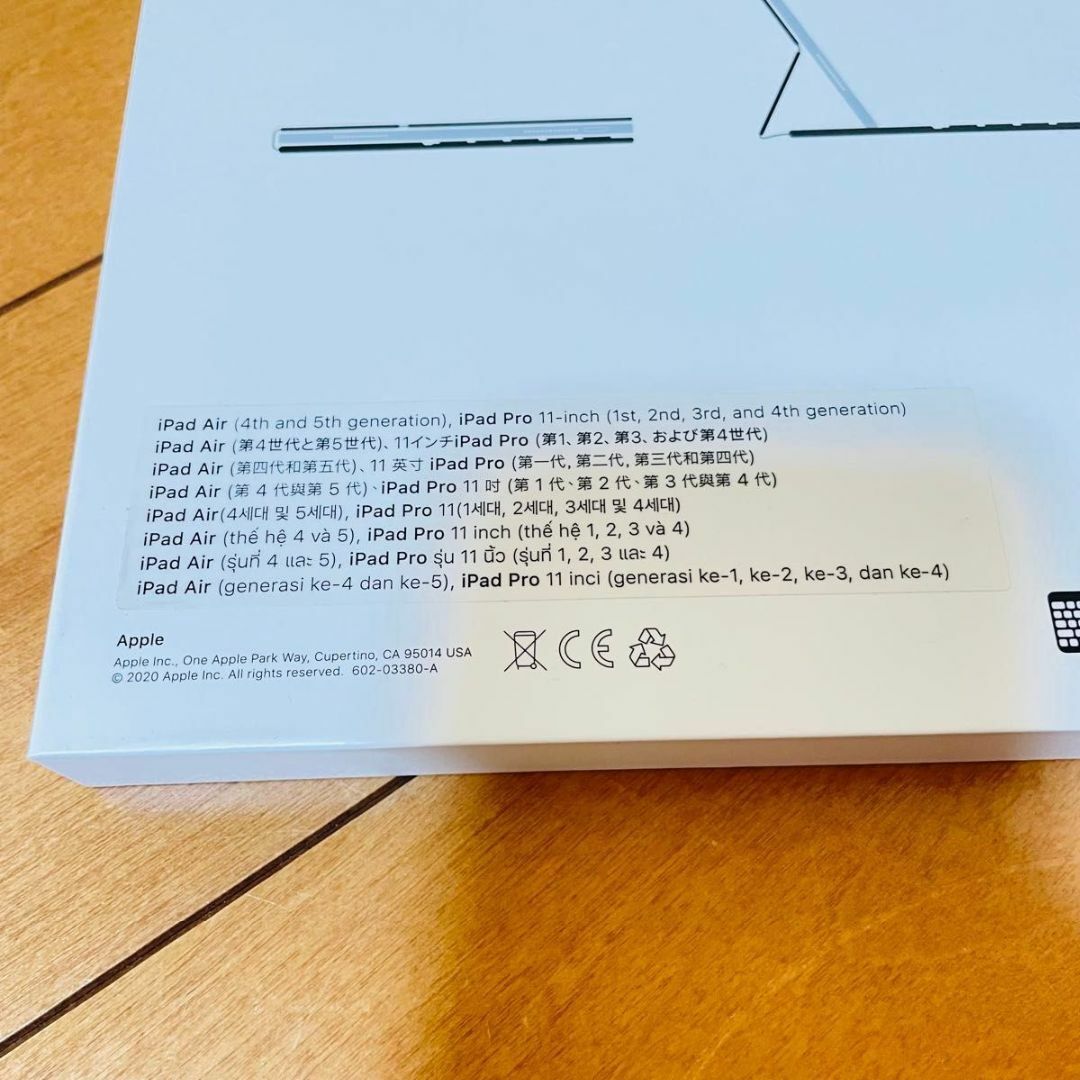 iPad Air (4th and 5th generation), iPad Pro 11-inch (1st, 2nd, 3rd, and 4th generation)
iPad Air (第4世代と第5世代)、11インチiPad Pro (第1、第2、第3、および第4世代)
iPad Air (第四代和第五代)、11 英寸 iPad Pro (第一代, 第二代, 第三代和第四代)
iPad Air (第 4 代與第 5 代)、iPad Pro 11 吋 (第 1 代、第 2 代、第 3 代與第 4 代)
iPad Air(4세대 및 5세대), iPad Pro 11(1세대, 2세대, 3세대 및 4세대)
iPad Air (thế hệ 4 và 5), iPad Pro 11 inch (thế hệ 1, 2, 3 và 4)
iPad Air (รุ่นที่ 4 และ 5), iPad Pro รุ่น 11 นิ้ว (รุ่นที่ 1, 2, 3 และ 4)
iPad Air (generasi ke-4 dan ke-5), iPad Pro 11 inci (generasi ke-1, ke-2, ke-3, dan ke-4)
Apple
Apple Inc., One Apple Park Way, Cupertino, CA 95014 USA
© 2020 Apple Inc. All rights reserved. 602-03380-A
CE